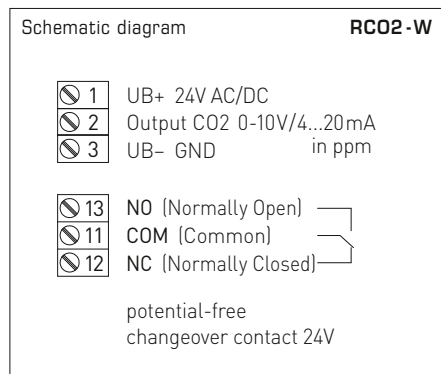 Schematic diagram RCO2-W
1 UB+ 24V AC/DC
2 Output CO2 0-10V/4...20mA
3 UB– GND in ppm
13 NO (Normally Open)
11 COM (Common)
12 NC (Normally Closed)
potential-free
changeover contact 24V